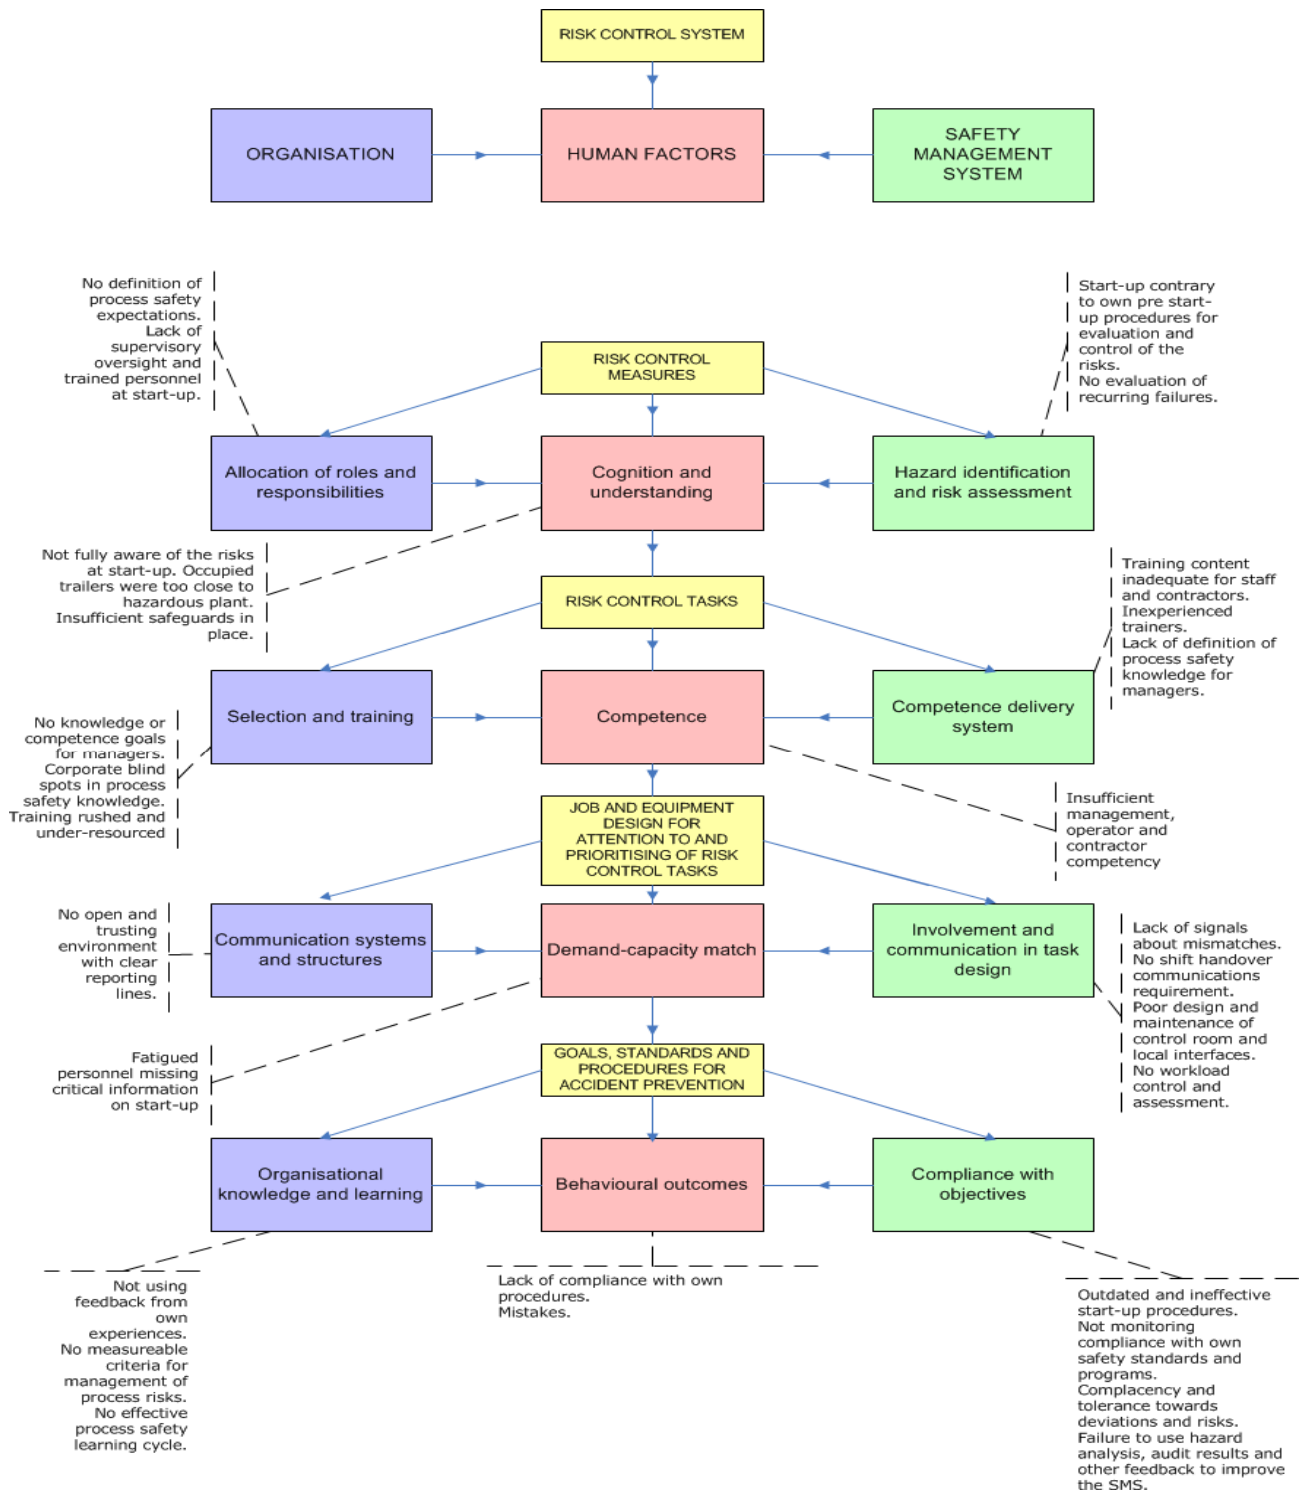 RISK CONTROL SYSTEM
ORGANISATION
HUMAN FACTORS
SAFETY
MANAGEMENT
SYSTEM
No definition of
process safety
expectations.
Lack of
supervisory
oversight and
trained personnel
at start-up.
Start-up contrary
to own pre start-
up procedures for
evaluation and
control of the
risks.
No evaluation of
recurring failures.
RISK CONTROL
MEASURES
Allocation of roles and
responsibilities
Cognition and
understanding
Hazard identification
and risk assessment
Not fully aware of the risks
at start-up. Occupied
trailers were too close to
hazardous plant.
Insufficient safeguards in
place.
RISK CONTROL TASKS
Training content
inadequate for staff
and contractors.
Inexperienced
trainers.
Lack of definition of
process safety
knowledge for
managers.
Selection and training
Competence
Competence delivery
system
No knowledge or
competence goals
for managers.
Corporate blind
spots in process
safety knowledge.
Training rushed and
under-resourced
Insufficient
management,
operator and
contractor
competency
JOB AND EQUIPMENT
DESIGN FOR
ATTENTION TO AND
PRIORITISING OF RISK
CONTROL TASKS
No open and
trusting
environment
with clear
reporting
lines.
Communication systems
and structures
Demand-capacity match
Involvement and
communication in task
design
Lack of signals
about mismatches.
No shift handover
communications
requirement.
Poor design and
maintenance of
control room and
local interfaces.
No workload
control and
assessment.
Fatigued
personnel missing
critical information
on start-up
GOALS, STANDARDS AND
PROCEDURES FOR
ACCIDENT PREVENTION
Organisational
knowledge and learning
Behavioural outcomes
Compliance with
objectives
Not using
feedback from
own
experiences.
No measureable
criteria for
management of
process risks.
No effective
process safety
learning cycle.
Lack of compliance with own
procedures.
Mistakes.
Outdated and ineffective
start-up procedures.
Not monitoring
compliance with own
safety standards and
programs.
Complacency and
tolerance towards
deviations and risks.
Failure to use hazard
analysis, audit results and
other feedback to improve
the SMS.